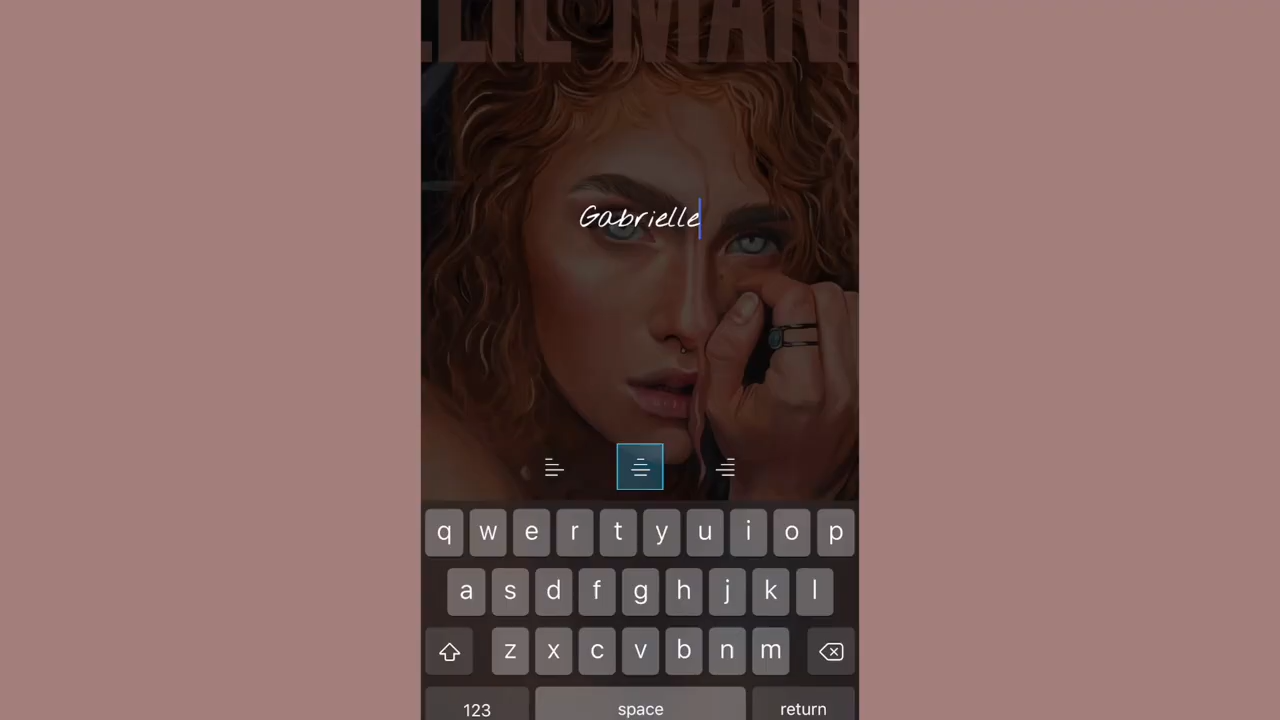 Gabrielle
q w e r t y u i o p
a s d f g h j k l
z x c v b n m
123 space return